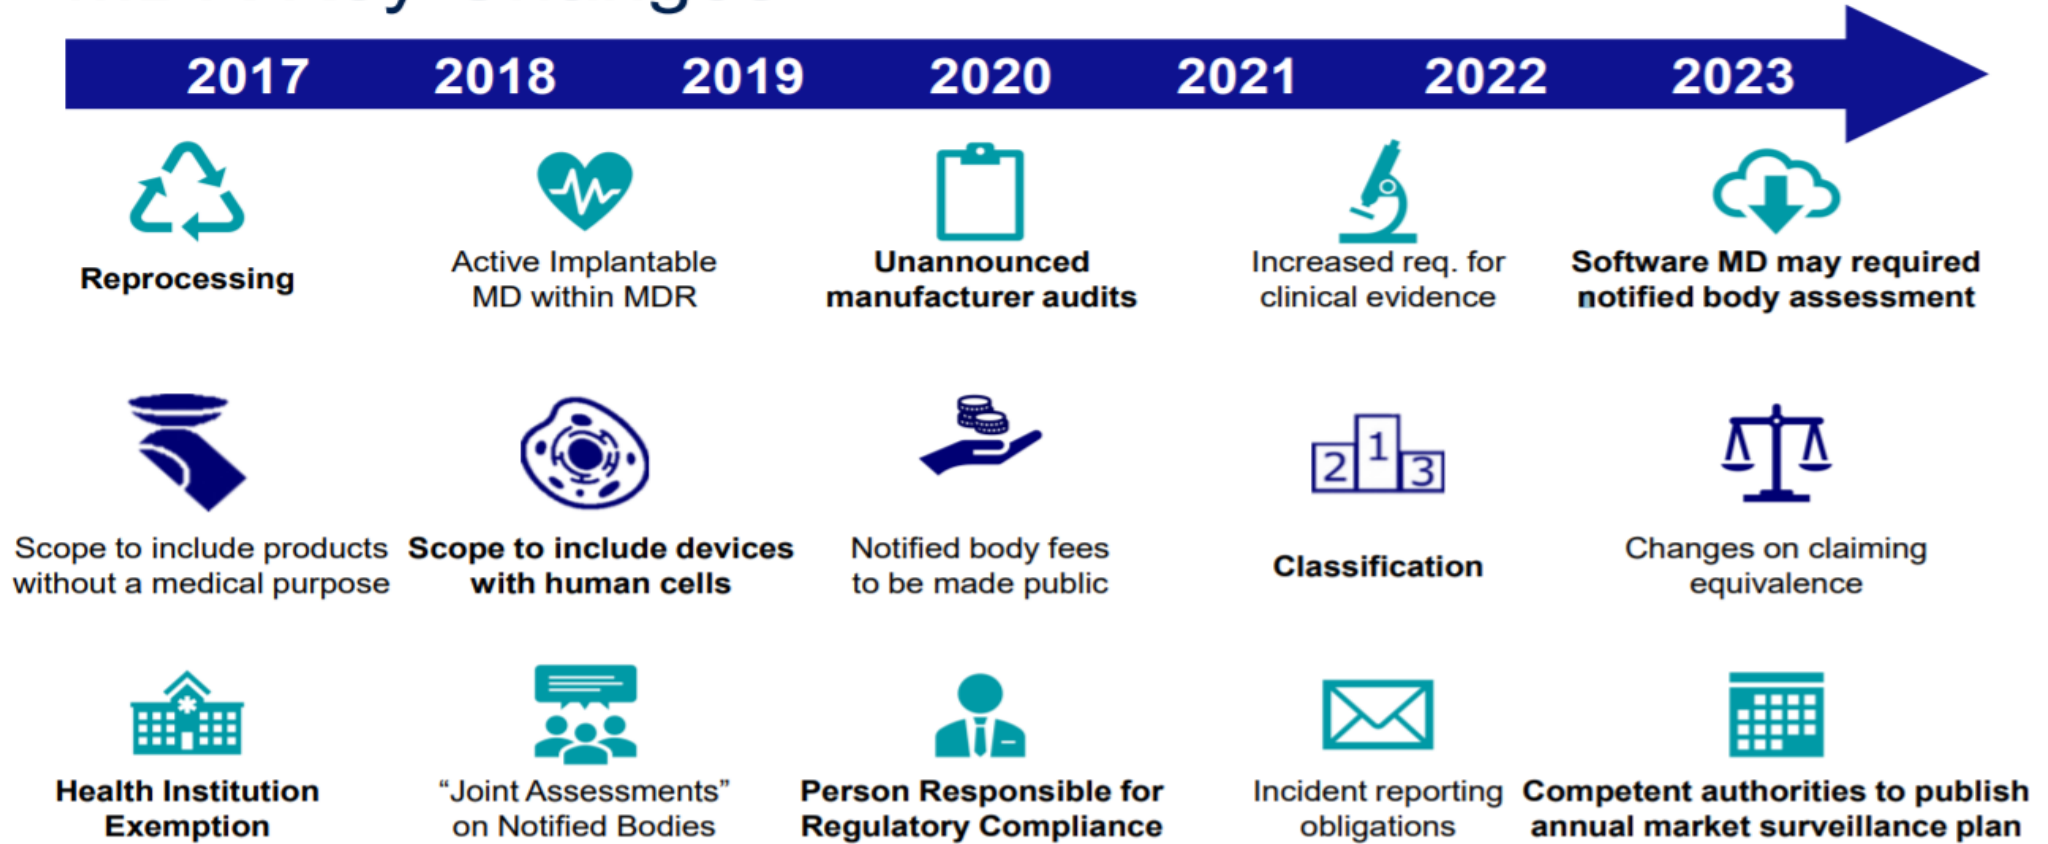 2017 2018 2019 2020 2021 2022 2023
Reprocessing
Active Implantable
MD within MDR
Unannounced
manufacturer audits
Increased req. for
clinical evidence
Software MD may required
notified body assessment
Scope to include products
without a medical purpose
Scope to include devices
with human cells
Notified body fees
to be made public
2 1 3
Classification
Changes on claiming
equivalence
Health Institution
Exemption
“Joint Assessments”
on Notified Bodies
Person Responsible for
Regulatory Compliance
Incident reporting
obligations
Competent authorities to publish
annual market surveillance plan